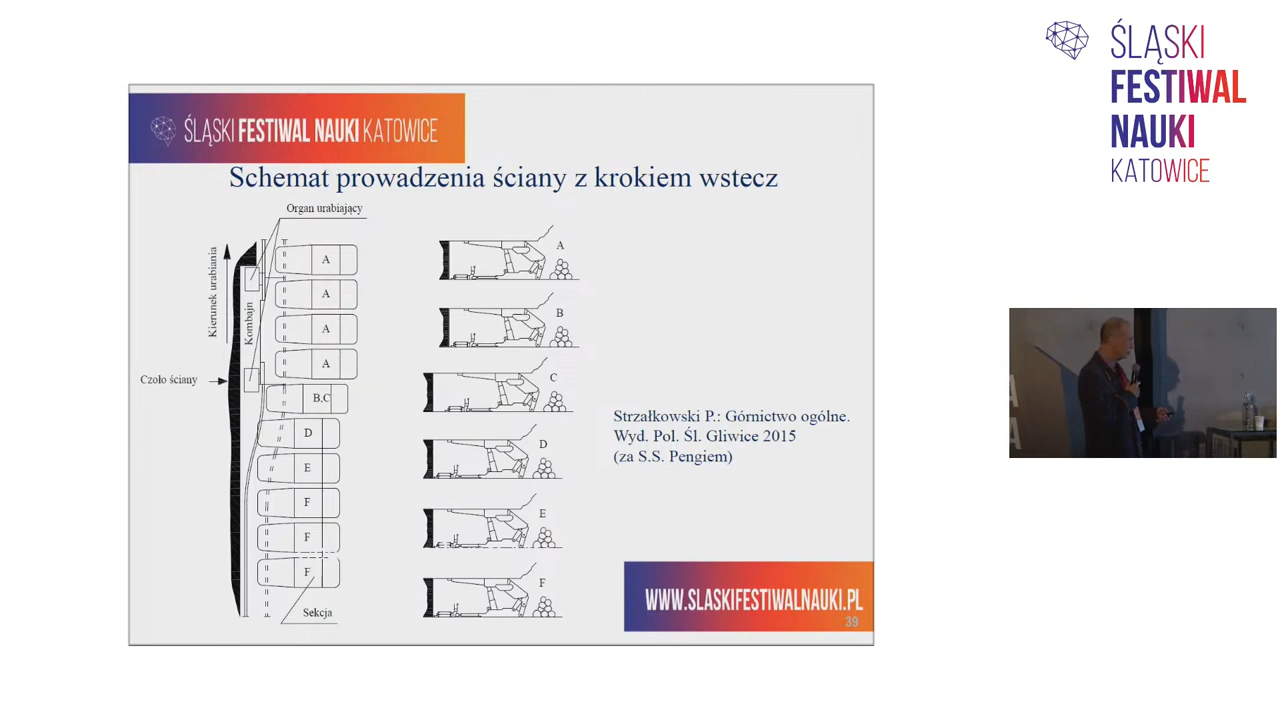 ŚLĄSKI
FESTIWAL
NAUKI
KATOWICE
ŚLĄSKI FESTIWAL NAUKI KATOWICE
Schemat prowadzenia ściany z krokiem wstecz
Organ urabiający
Kierunek urabiania
Kombajn
Czoło ściany
A
A
A
A
B,C
D
E
F
F
F
Sekcja
A
B
C
D
E
F
Strzałkowski P.: Górnictwo ogólne.
Wyd. Pol. Śl. Gliwice 2015
(za S.S. Pengiem)
WWW.SLASKIFESTIWALNAUKI.PL
39